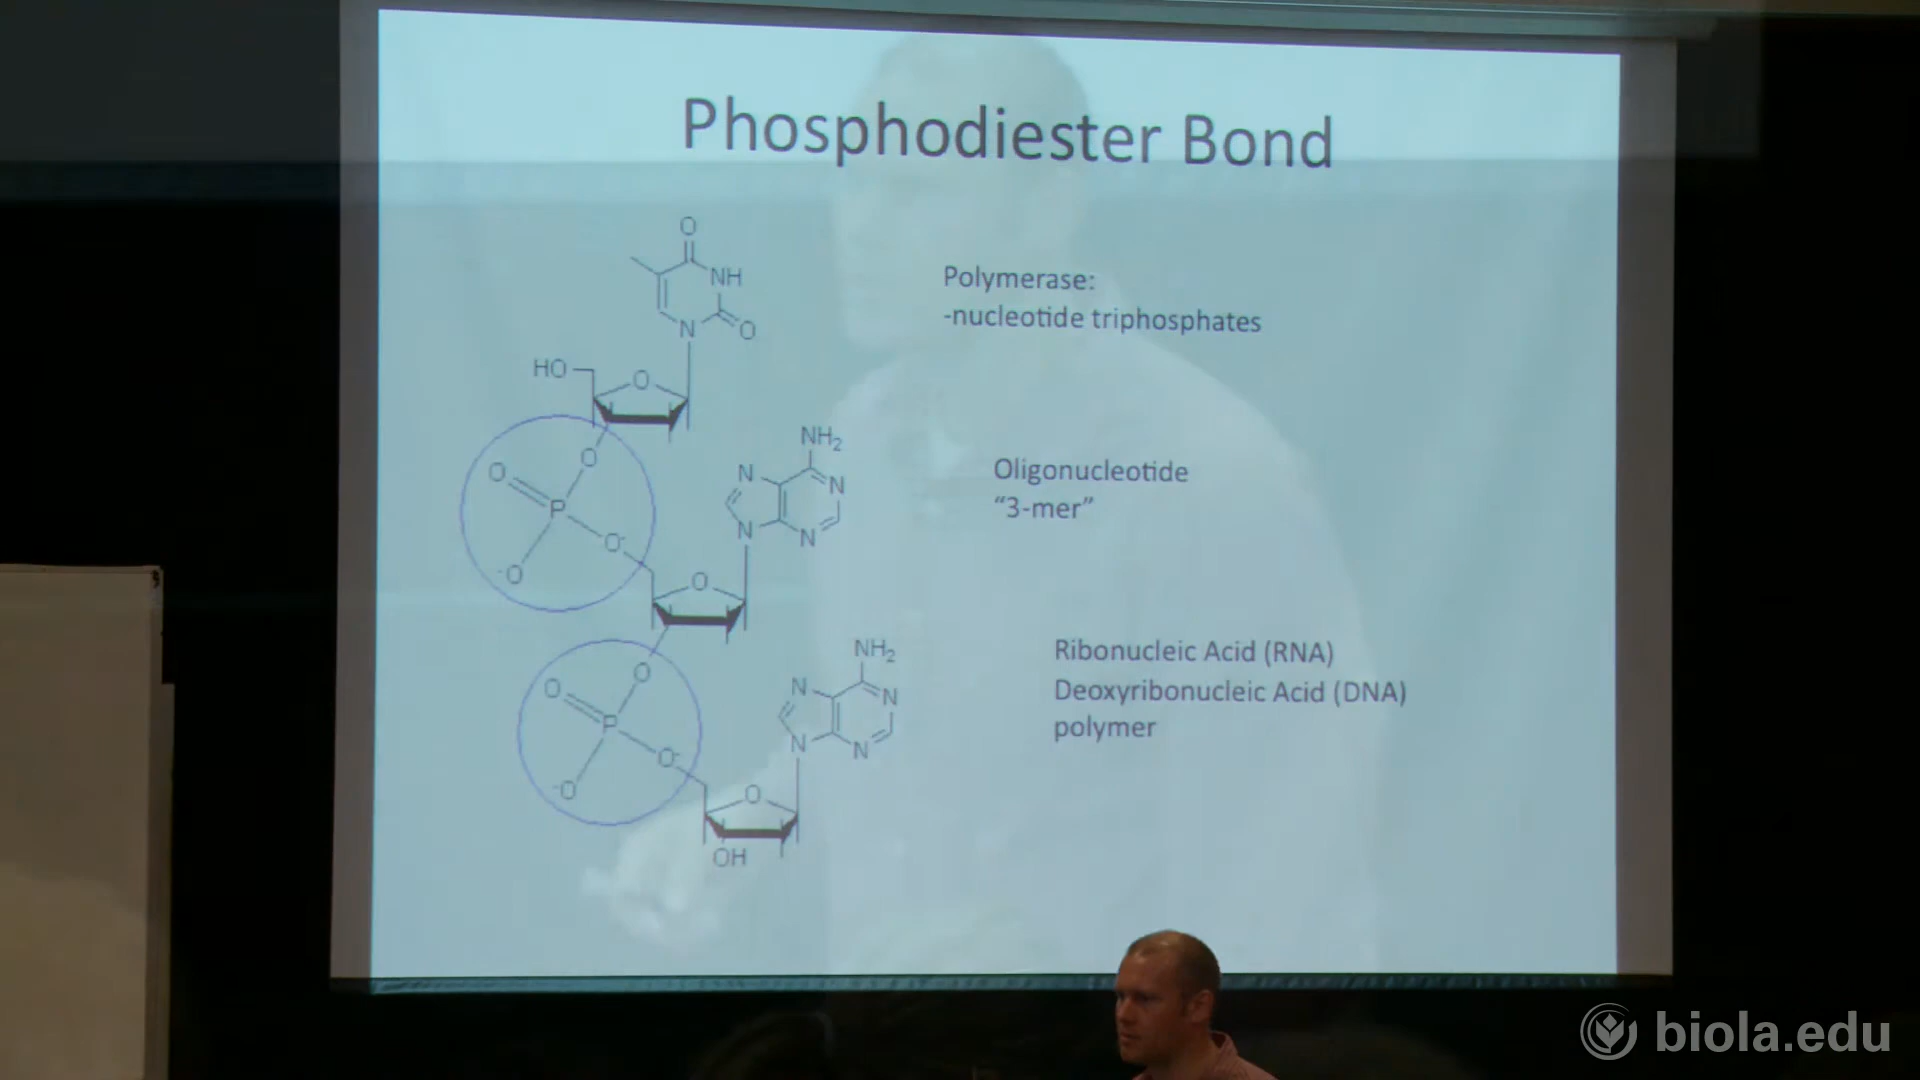 Phosphodiester Bond
O
NH
N
O
HO
O
Polymerase:
-nucleotide triphosphates
O
O
P
O-
-O
NH2
N
N
N
N
O
Oligonucleotide
“3-mer”
O
O
P
O-
-O
NH2
N
N
N
N
O
OH
Ribonucleic Acid (RNA)
Deoxyribonucleic Acid (DNA)
polymer
biola.edu